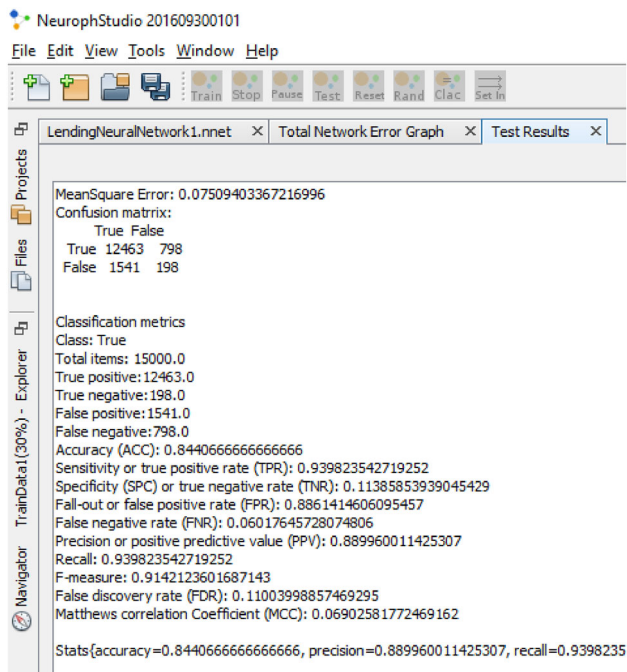 NeurophStudio 201609300101
File Edit View Tools Window Help
Train Stop Pause Test Reset Rand Clac Set In
LendingNeuralNetwork1.nnet X Total Network Error Graph X Test Results X
Projects
Files
TrainData1(30%) - Explorer
Navigator
MeanSquare Error: 0.07509403367216996
Confusion matrrix:
True False
True 12463 798
False 1541 198
Classification metrics
Class: True
Total items: 15000.0
True positive:12463.0
True negative:198.0
False positive:1541.0
False negative:798.0
Accuracy (ACC): 0.8440666666666666
Sensitivity or true positive rate (TPR): 0.939823542719252
Specificity (SPC) or true negative rate (TNR): 0.11385853939045429
Fall-out or false positive rate (FPR): 0.8861414606095457
False negative rate (FNR): 0.06017645728074806
Precision or positive predictive value (PPV): 0.889960011425307
Recall: 0.939823542719252
F-measure: 0.9142123601687143
False discovery rate (FDR): 0.11003998857469295
Matthews correlation Coefficient (MCC): 0.06902581772469162
Stats{accuracy=0.8440666666666666, precision=0.889960011425307, recall=0.9398235